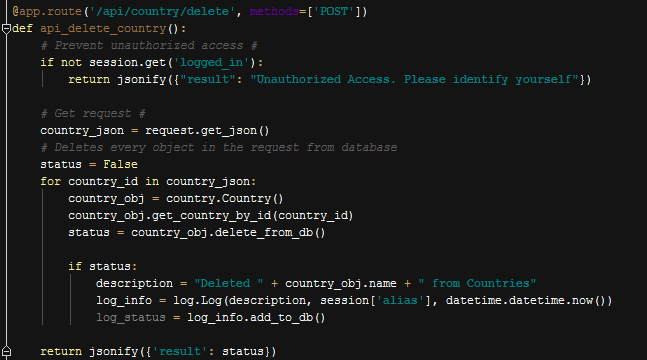 @app.route('/api/country/delete', methods=['POST'])
def api_delete_country():
    # Prevent unauthorized access #
    if not session.get('logged_in'):
        return jsonify({"result": "Unauthorized Access. Please identify yourself"})

    # Get request #
    country_json = request.get_json()
    # Deletes every object in the request from database
    status = False
    for country_id in country_json:
        country_obj = country.Country()
        country_obj.get_country_by_id(country_id)
        status = country_obj.delete_from_db()

        if status:
            description = "Deleted " + country_obj.name + " from Countries"
            log_info = log.Log(description, session['alias'], datetime.datetime.now())
            log_status = log_info.add_to_db()

    return jsonify({'result': status})